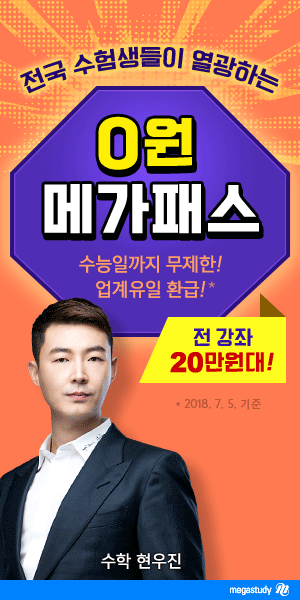 전국 수험생들이 열광하는
0원
메가패스
수능일까지 무제한!
업계유일 환급!*
전 강좌
20만원대!
* 2018. 7. 5. 기준
수학 현우진
megastudy